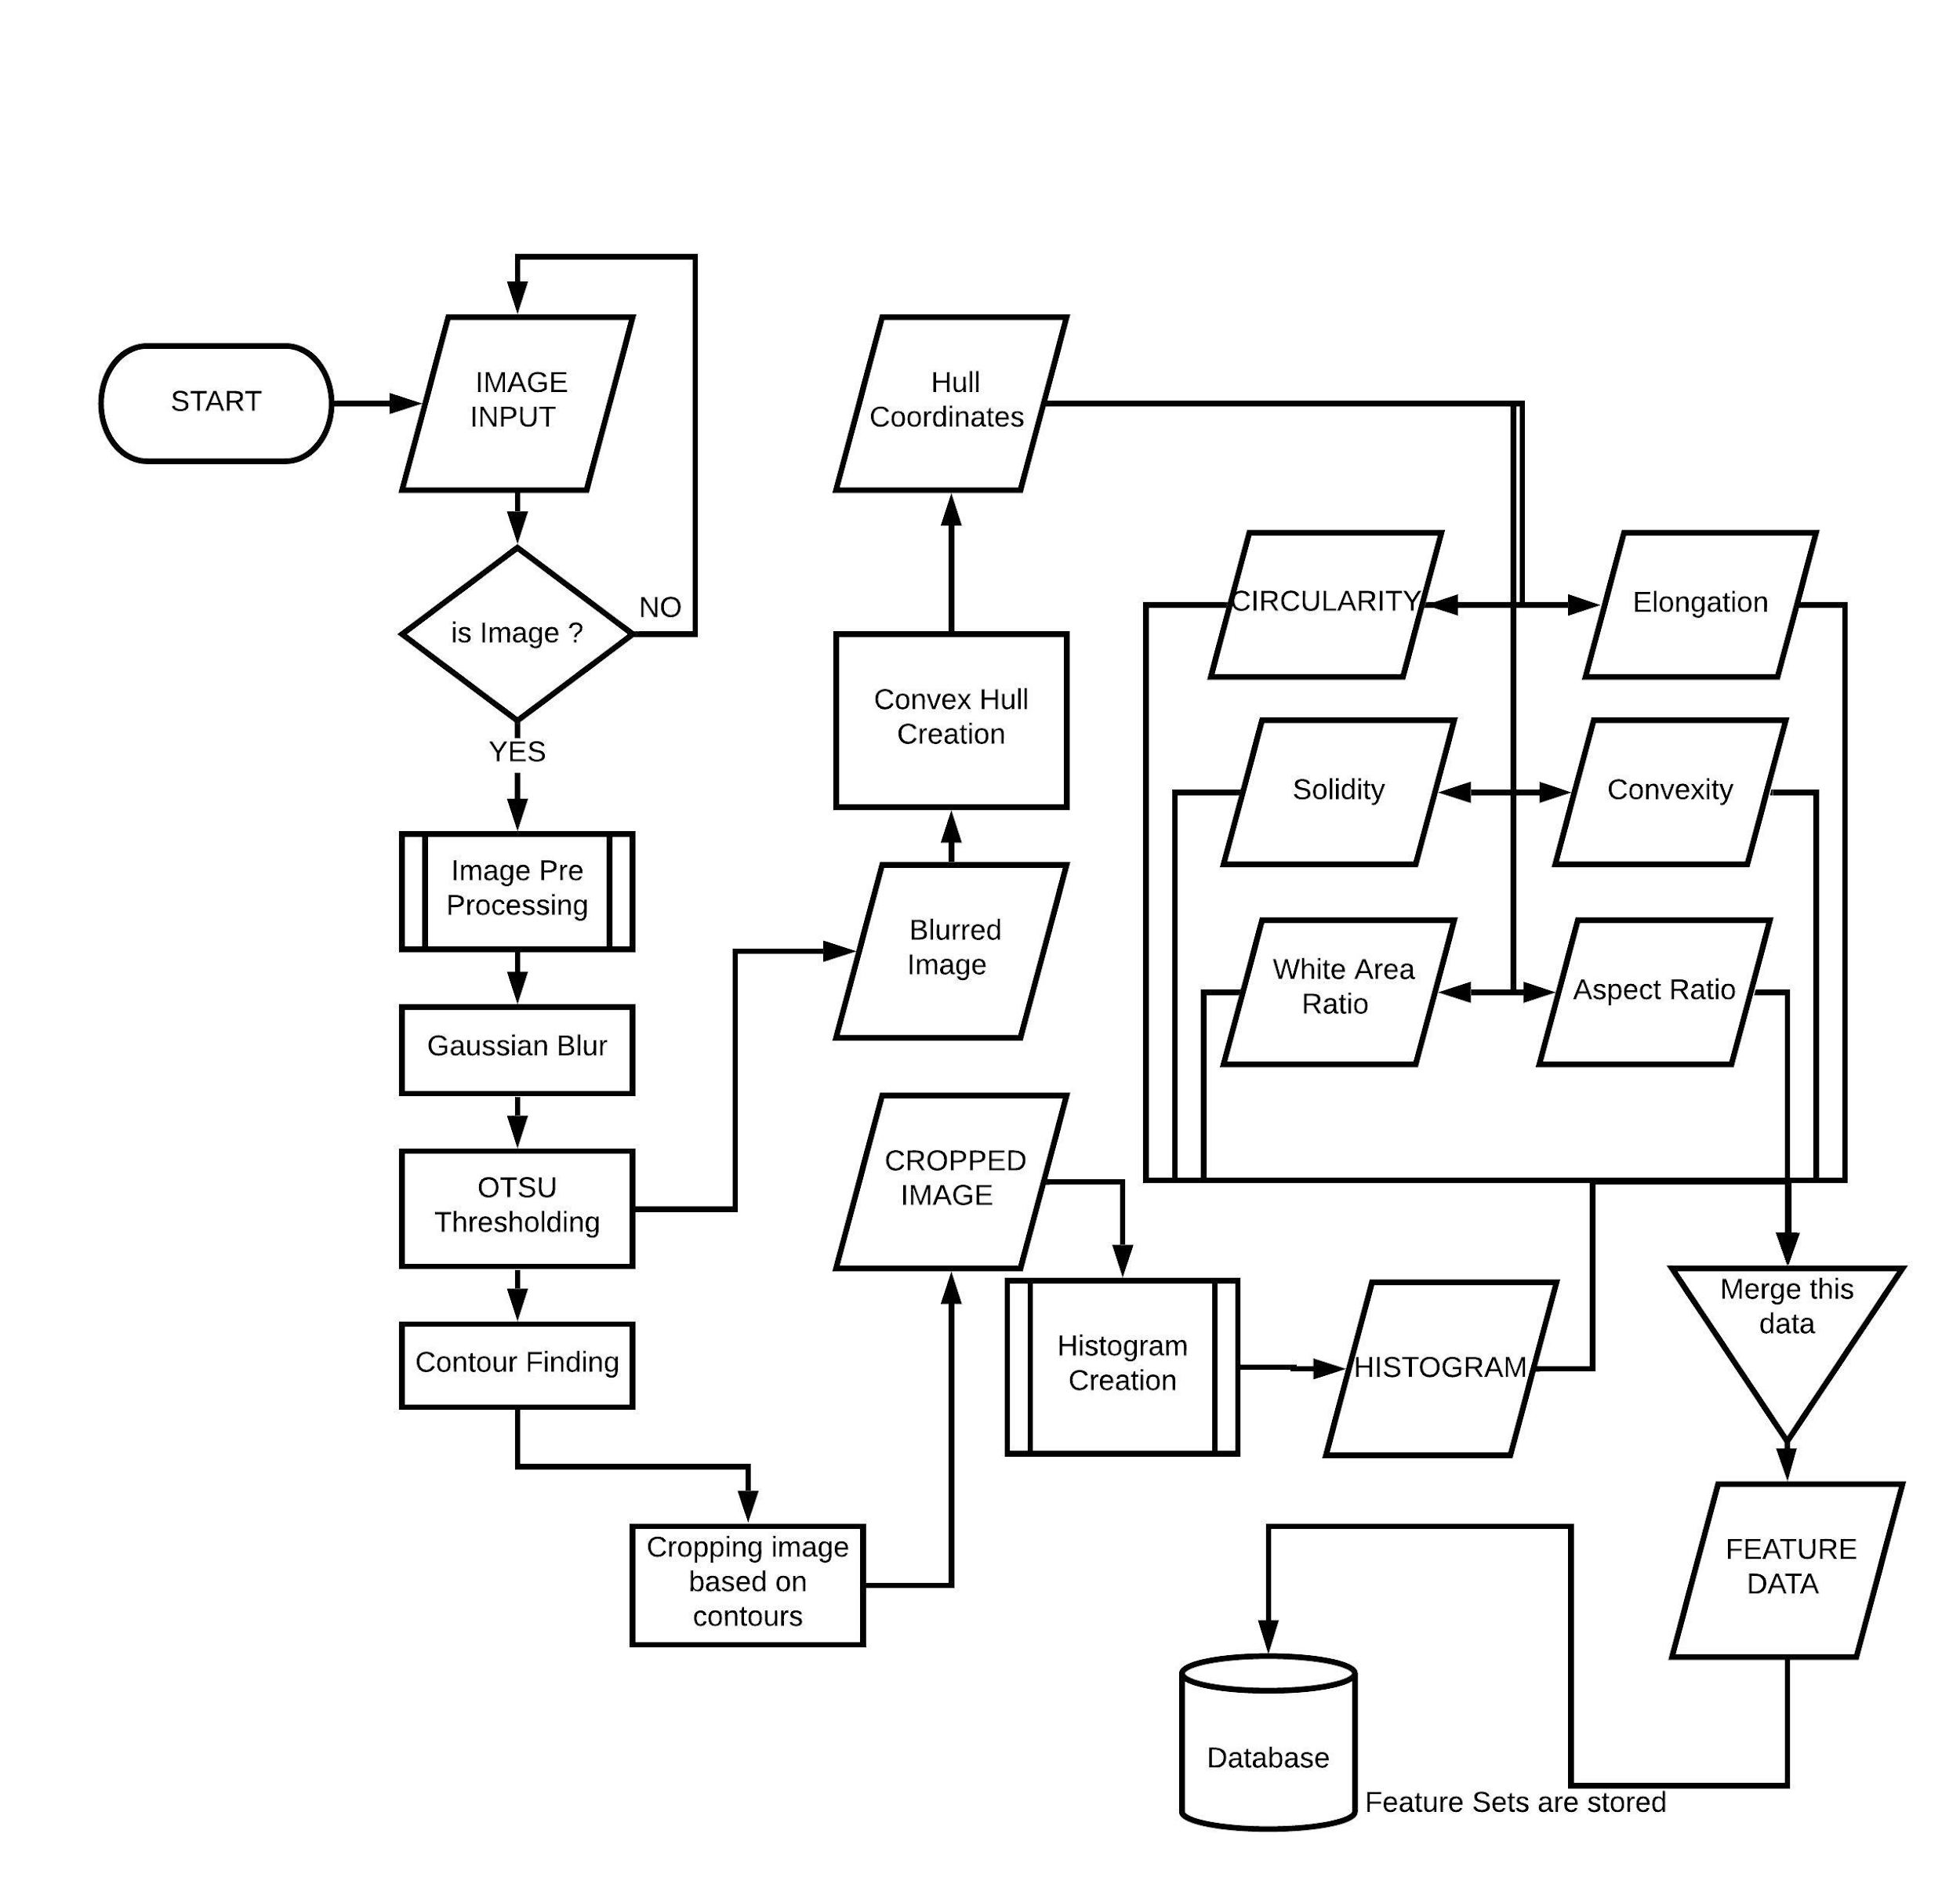 START
IMAGE
INPUT
is Image ?
NO
YES
Image Pre
Processing
Gaussian Blur
OTSU
Thresholding
Contour Finding
Cropping image
based on
contours
Hull
Coordinates
Convex Hull
Creation
Blurred
Image
CROPPED
IMAGE
Histogram
Creation
HISTOGRAM
CIRCULARITY
Elongation
Solidity
Convexity
White Area
Ratio
Aspect Ratio
Merge this
data
FEATURE
DATA
Database
Feature Sets are stored